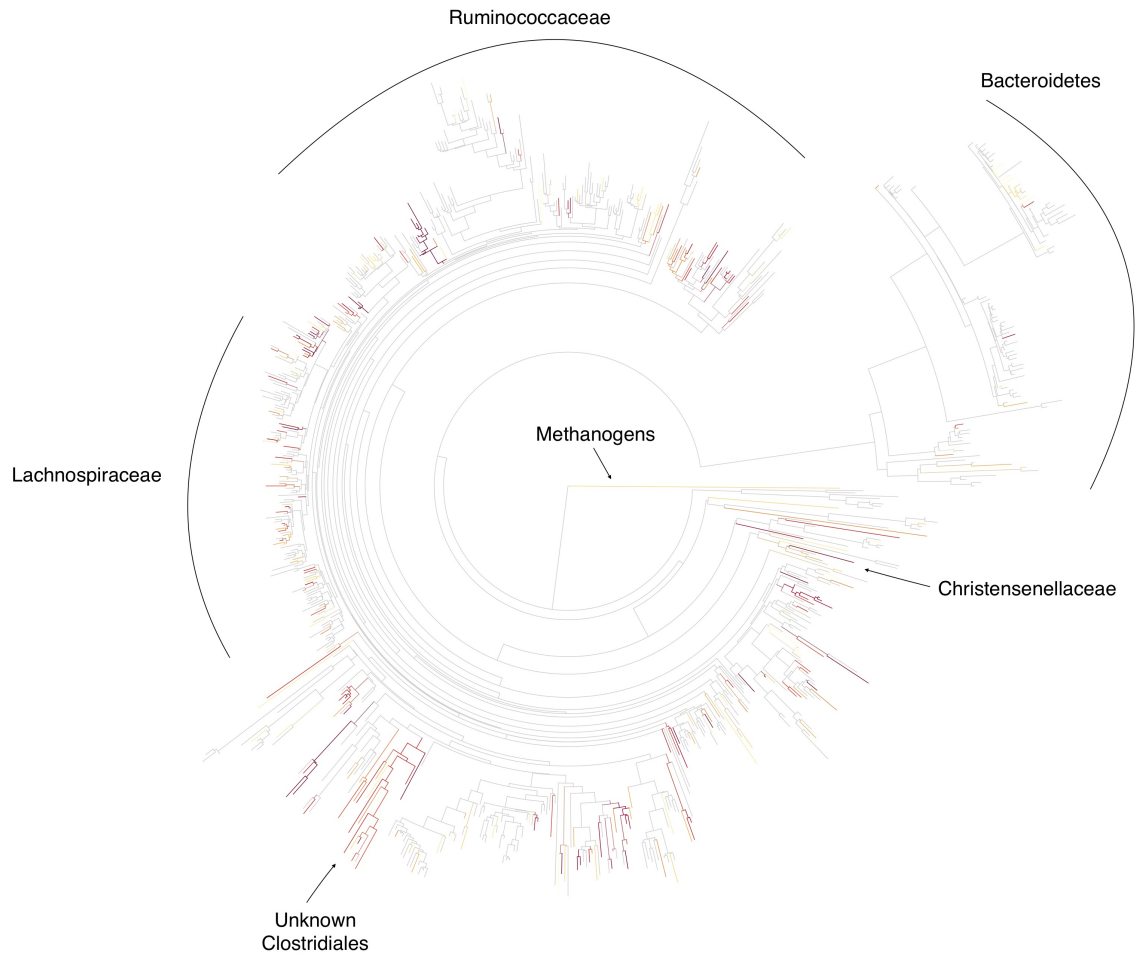 Ruminococcaceae
Bacteroidetes
Methanogens
Lachnospiraceae
Christensenellaceae
Unknown
Clostridiales